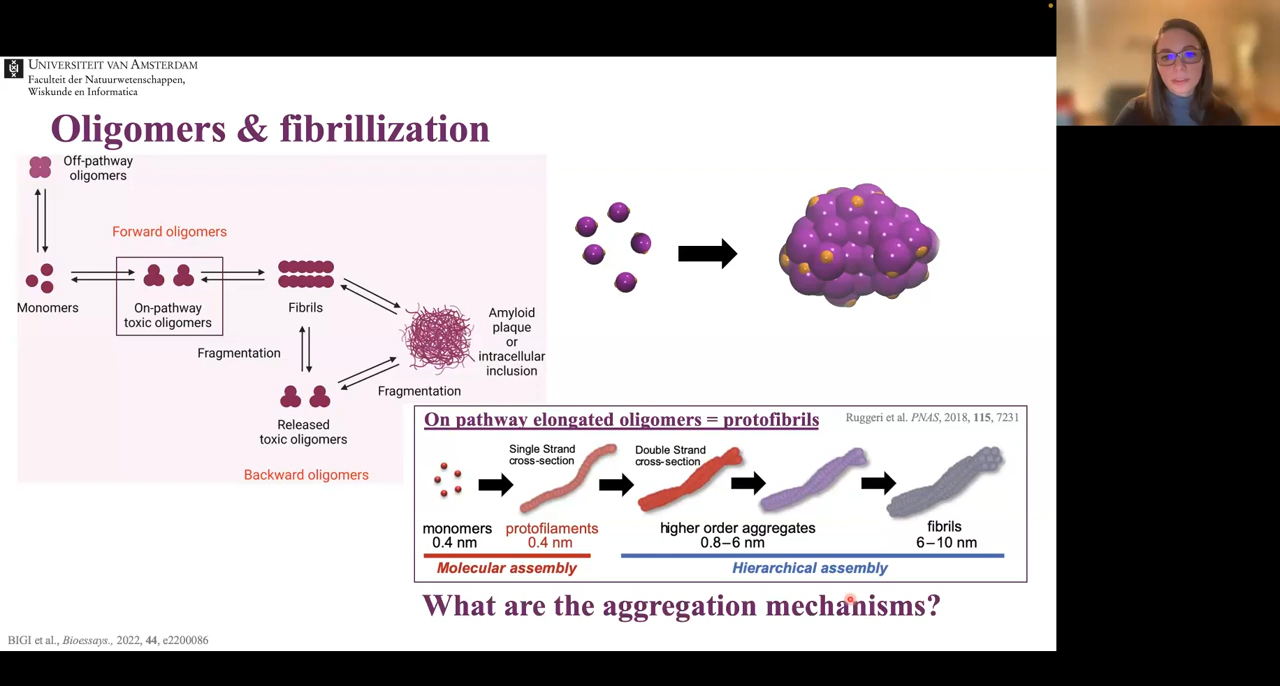 UNIVERSITEIT VAN AMSTERDAM
Faculteit der Natuurwetenschappen,
Wiskunde en Informatica
Oligomers & fibrillization
Off-pathway
oligomers
Forward oligomers
Monomers
On-pathway
toxic oligomers
Fibrils
Amyloid
plaque
or
intracellular
inclusion
Fragmentation
Fragmentation
Released
toxic oligomers
Backward oligomers
On pathway elongated oligomers = protofibrils
Ruggeri et al. PNAS, 2018, 115, 7231
Single Strand
cross-section
Double Strand
cross-section
monomers
0.4 nm
protofilaments
0.4 nm
higher order aggregates
0.8–6 nm
fibrils
6–10 nm
Molecular assembly
Hierarchical assembly
What are the aggregation mechanisms?
BIGI et al., Bioessays., 2022, 44, e2200086